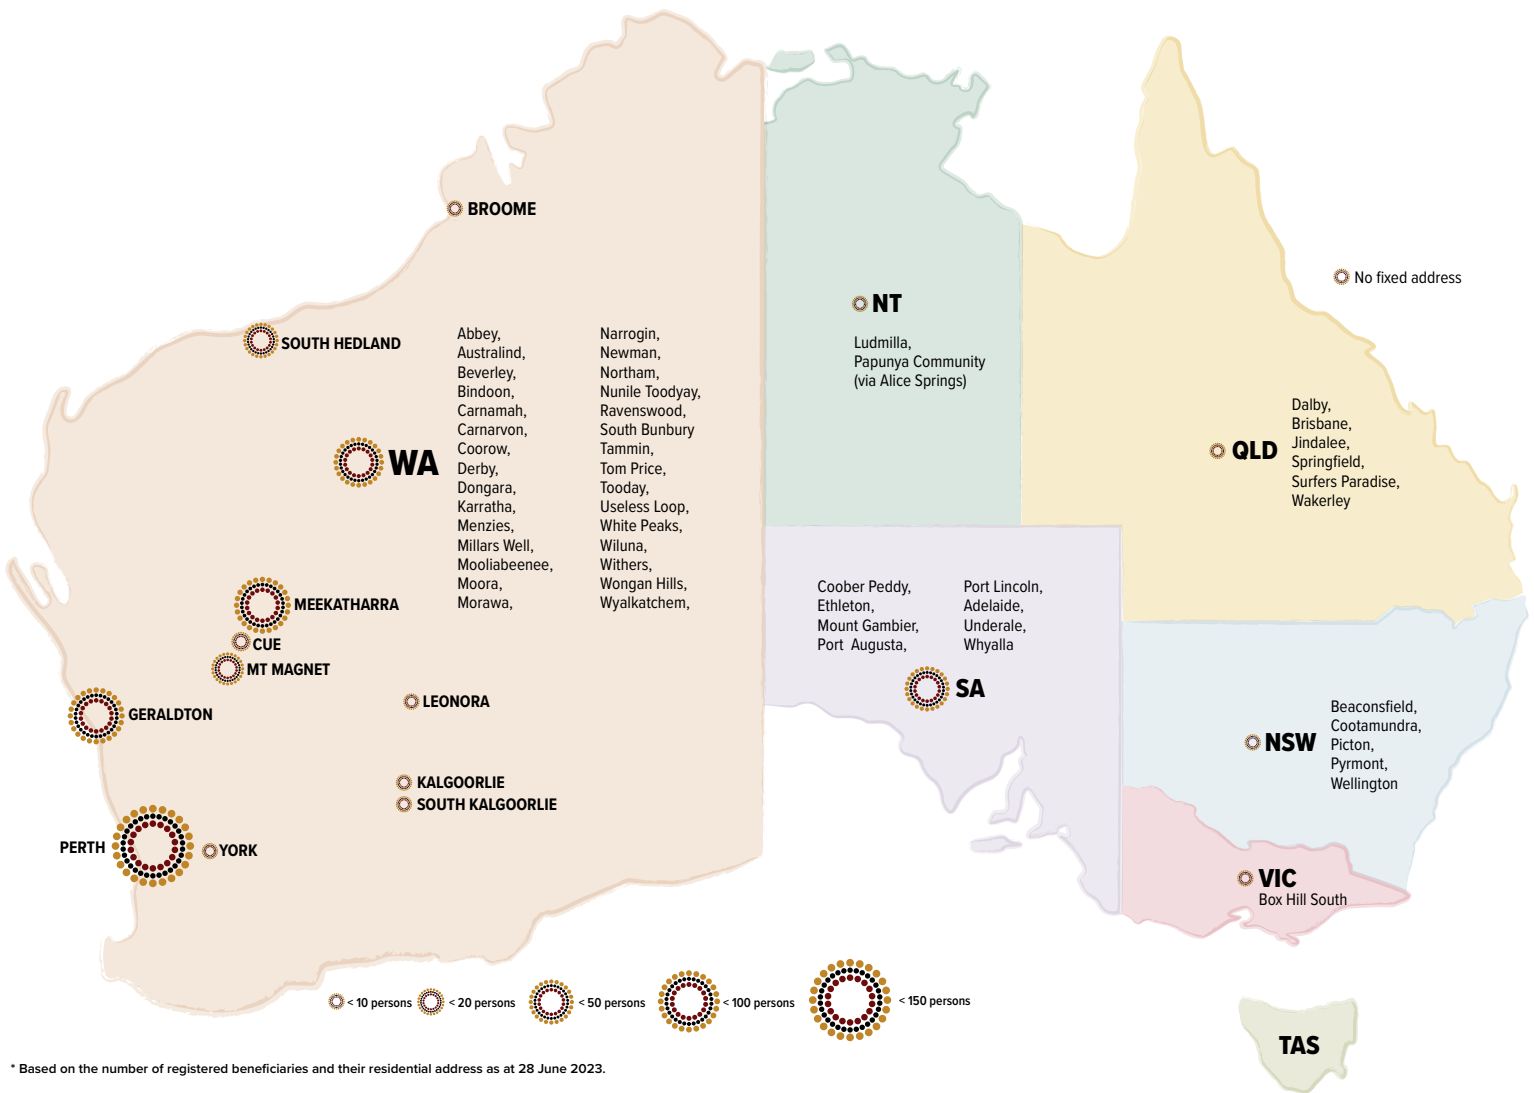 BROOME
No fixed address
NT
SOUTH HEDLAND
Abbey,
Australind,
Beverley,
Bindoon,
Carnamah,
Carnarvon,
Coorow,
Derby,
Dongara,
Karratha,
Menzies,
Millars Well,
Mooliabeenee,
Moora,
Morawa,
Narrogin,
Newman,
Northam,
Nunile Toodyay,
Ravenswood,
South Bunbury
Tammin,
Tom Price,
Tooday,
Useless Loop,
White Peaks,
Wiluna,
Withers,
Wongan Hills,
Wyalkatchem,
Ludmilla,
Papunya Community
(via Alice Springs)
WA
QLD
Dalby,
Brisbane,
Jindalee,
Springfield,
Surfers Paradise,
Wakerley
MEEKATHARRA
CUE
MT MAGNET
GERALDTON
LEONORA
KALGOORLIE
SOUTH KALGOORLIE
PERTH
YORK
Coober Peddy,
Ethleton,
Mount Gambier,
Port Augusta,
Port Lincoln,
Adelaide,
Underale,
Whyalla
SA
NSW
Beaconsfield,
Cootamundra,
Picton,
Pyrmont,
Wellington
VIC
Box Hill South
< 10 persons
< 20 persons
< 50 persons
< 100 persons
< 150 persons
TAS
* Based on the number of registered beneficiaries and their residential address as at 28 June 2023.